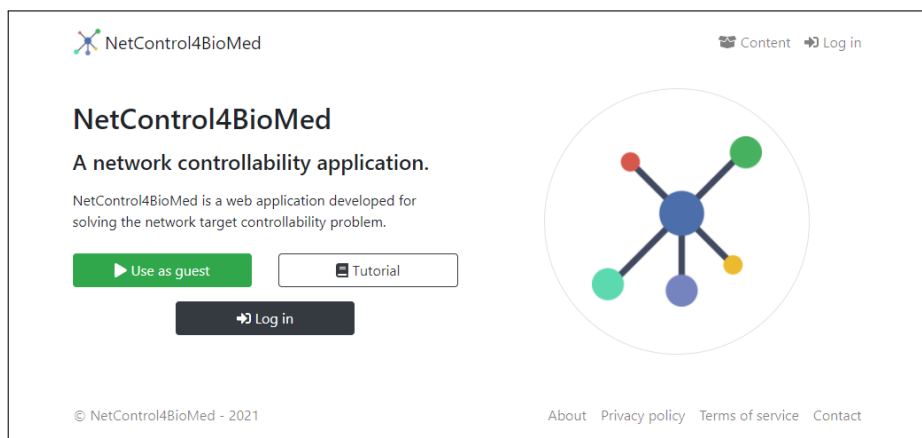 NetControl4BioMed
Content
Log in
NetControl4BioMed
A network controllability application.
NetControl4BioMed is a web application developed for
solving the network target controllability problem.
Use as guest
Tutorial
Log in
© NetControl4BioMed - 2021
About
Privacy policy
Terms of service
Contact